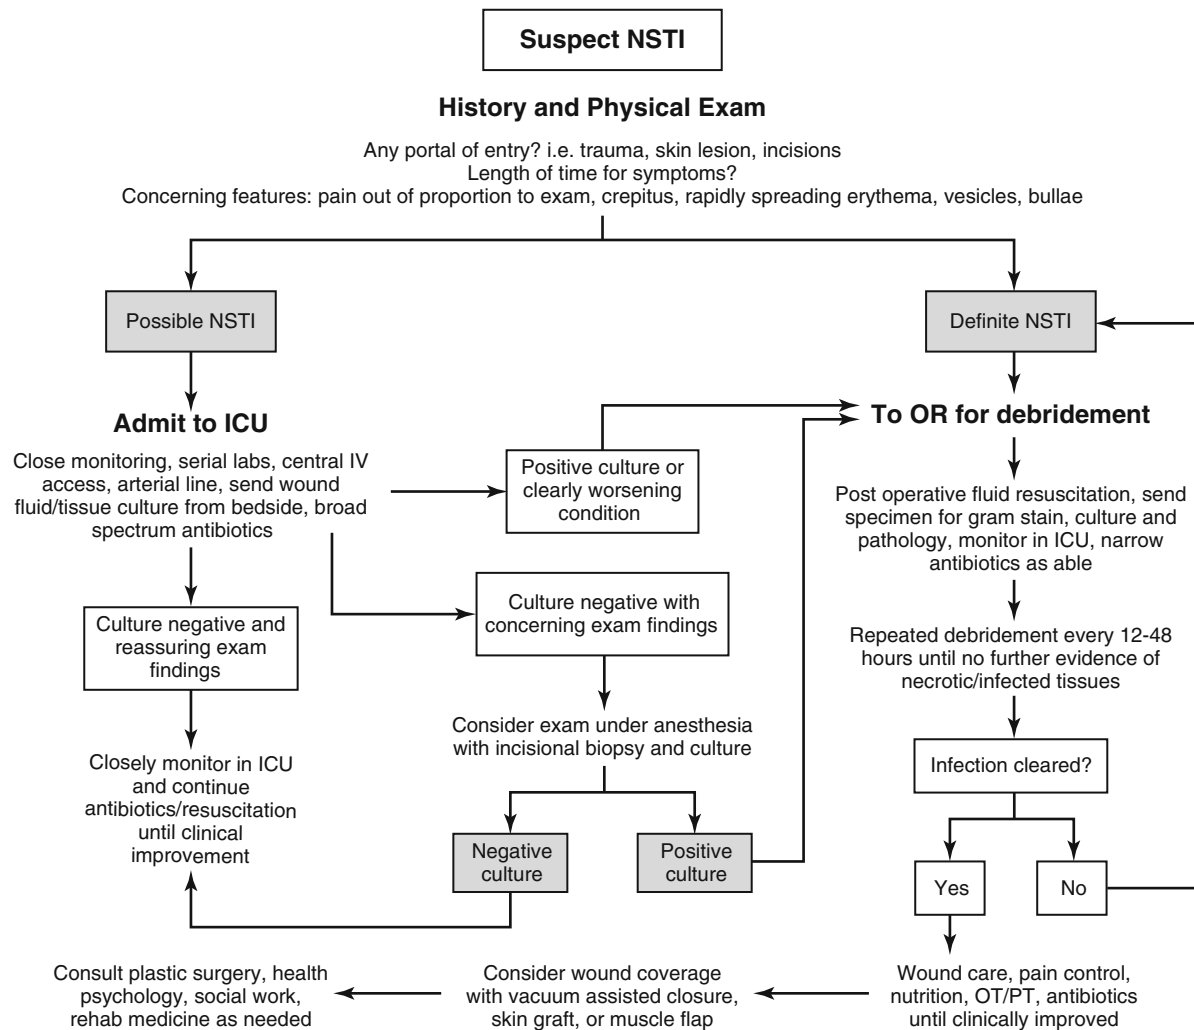 Suspect NSTI
History and Physical Exam
Any portal of entry? i.e. trauma, skin lesion, incisions
Length of time for symptoms?
Concerning features: pain out of proportion to exam, crepitus, rapidly spreading erythema, vesicles, bullae
Possible NSTI
Definite NSTI
Admit to ICU
Close monitoring, serial labs, central IV
access, arterial line, send wound
fluid/tissue culture from bedside, broad
spectrum antibiotics
Positive culture or
clearly worsening
condition
To OR for debridement
Post operative fluid resuscitation, send
specimen for gram stain, culture and
pathology, monitor in ICU, narrow
antibiotics as able
Culture negative and
reassuring exam
findings
Culture negative with
concerning exam findings
Repeated debridement every 12-48
hours until no further evidence of
necrotic/infected tissues
Closely monitor in ICU
and continue
antibiotics/resuscitation
until clinical
improvement
Consider exam under anesthesia
with incisional biopsy and culture
Infection cleared?
Negative
culture
Positive
culture
Yes
No
Consult plastic surgery, health
psychology, social work,
rehab medicine as needed
Consider wound coverage
with vacuum assisted closure,
skin graft, or muscle flap
Wound care, pain control,
nutrition, OT/PT, antibiotics
until clinically improved